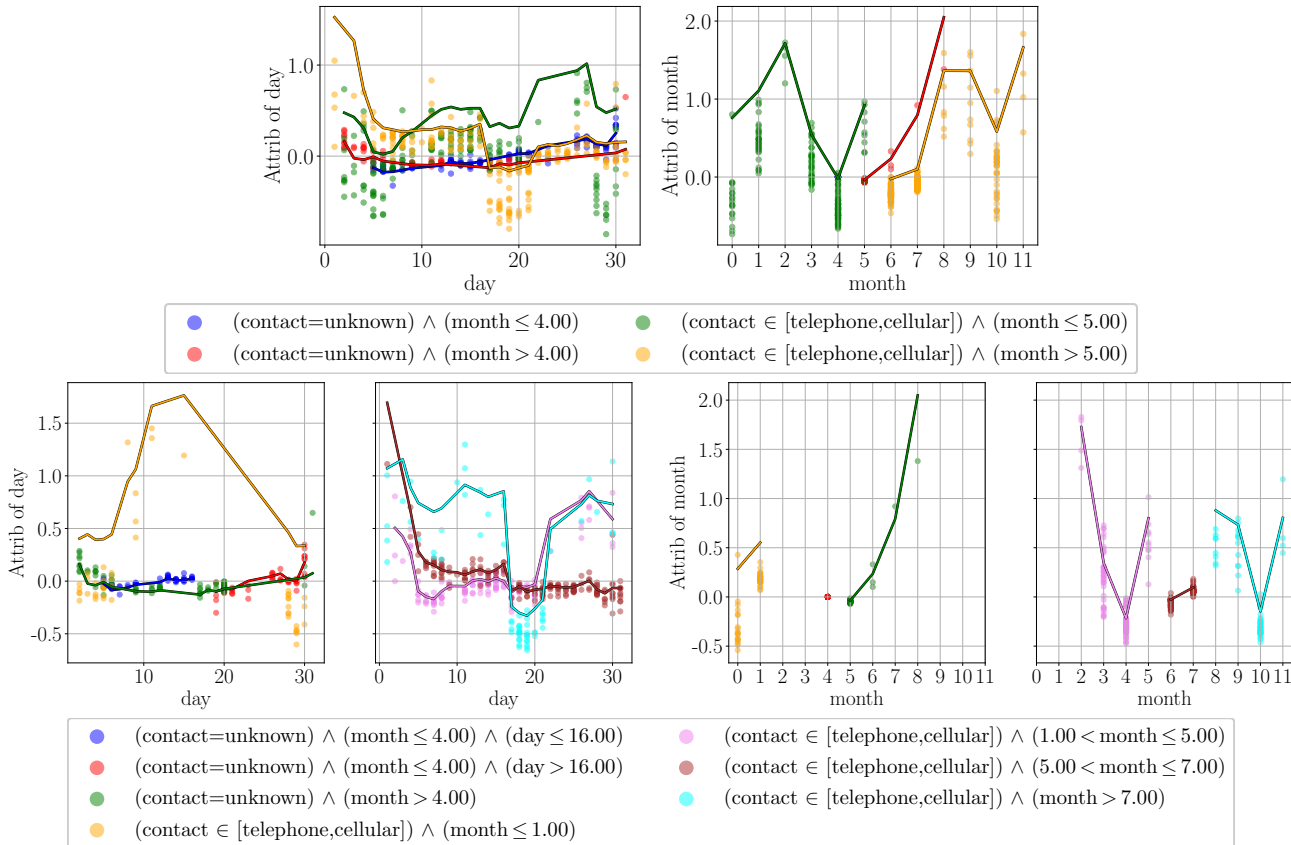 Attrib of day
1.0
0.0
10
20
30
day
Attrib of month
2.0
1.0
0.0
0 1 2 3 4 5 6 7 8 9 10 11
month
(contact=unknown) ∧ (month ≤ 4.00)
(contact=unknown) ∧ (month > 4.00)
(contact ∈ [telephone,cellular]) ∧ (month ≤ 5.00)
(contact ∈ [telephone,cellular]) ∧ (month > 5.00)
Attrib of day
1.5
1.0
0.5
0.0
-0.5
10 20 30
day
10 20 30
day
Attrib of month
2.0
1.5
1.0
0.5
0.0
-0.5
0 1 2 3 4 5 6 7 8 9 10 11
month
0 1 2 3 4 5 6 7 8 9 10 11
month
(contact=unknown) ∧ (month ≤ 4.00) ∧ (day ≤ 16.00)
(contact=unknown) ∧ (month ≤ 4.00) ∧ (day > 16.00)
(contact=unknown) ∧ (month > 4.00)
(contact ∈ [telephone,cellular]) ∧ (month ≤ 1.00)
(contact ∈ [telephone,cellular]) ∧ (1.00 < month ≤ 5.00)
(contact ∈ [telephone,cellular]) ∧ (5.00 < month ≤ 7.00)
(contact ∈ [telephone,cellular]) ∧ (month > 7.00)